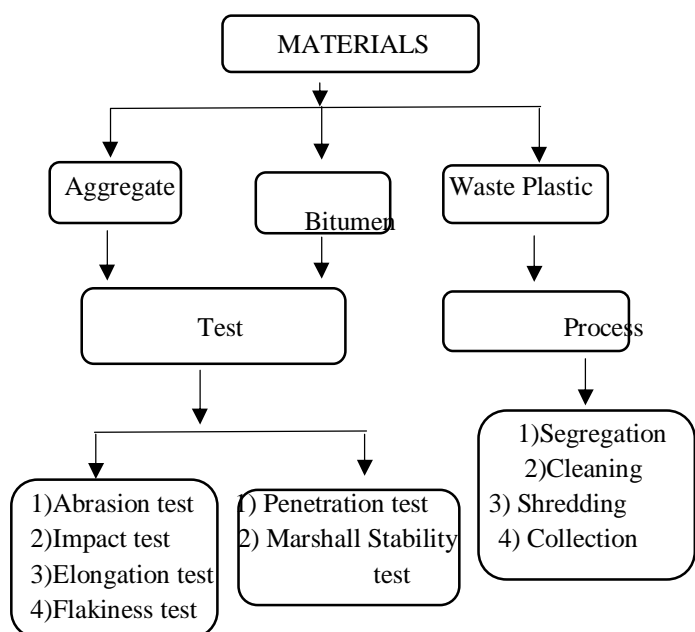 MATERIALS
Aggregate
Bitumen
Waste Plastic
Test
Process
1)Abrasion test
2)Impact test
3)Elongation test
4)Flakiness test
1) Penetration test
2) Marshall Stability
test
1)Segregation
2)Cleaning
3) Shredding
4) Collection